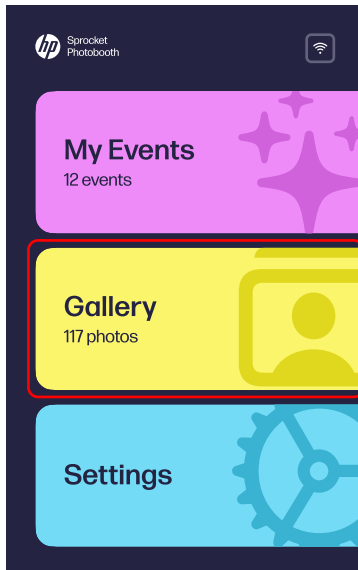 hp
Sprocket
Photobooth
My Events
12 events
Gallery
117 photos
Settings